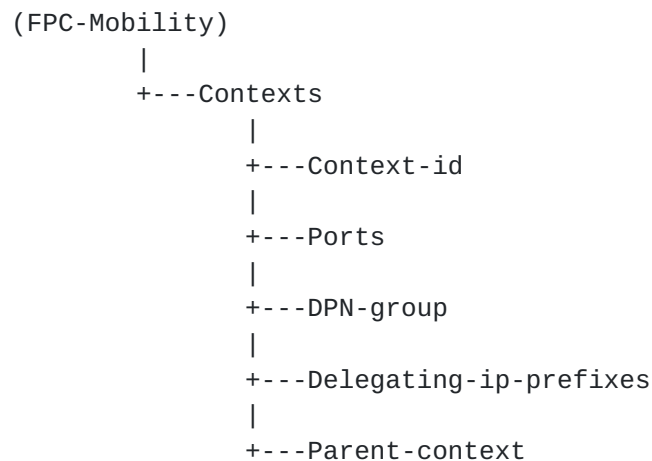 (FPC-Mobility)
|
+---Contexts
|
+---Context-id
|
+---Ports
|
+---DPN-group
|
+---Delegating-ip-prefixes
|
+---Parent-context